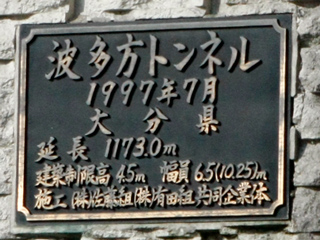 波多方トンネル
1997年7月
大分県
延長 1173.0m
建築制限高 4.5m 幅員 6.5(10.25)m
施工 ㈱佐藤組㈱有田組共同企業体